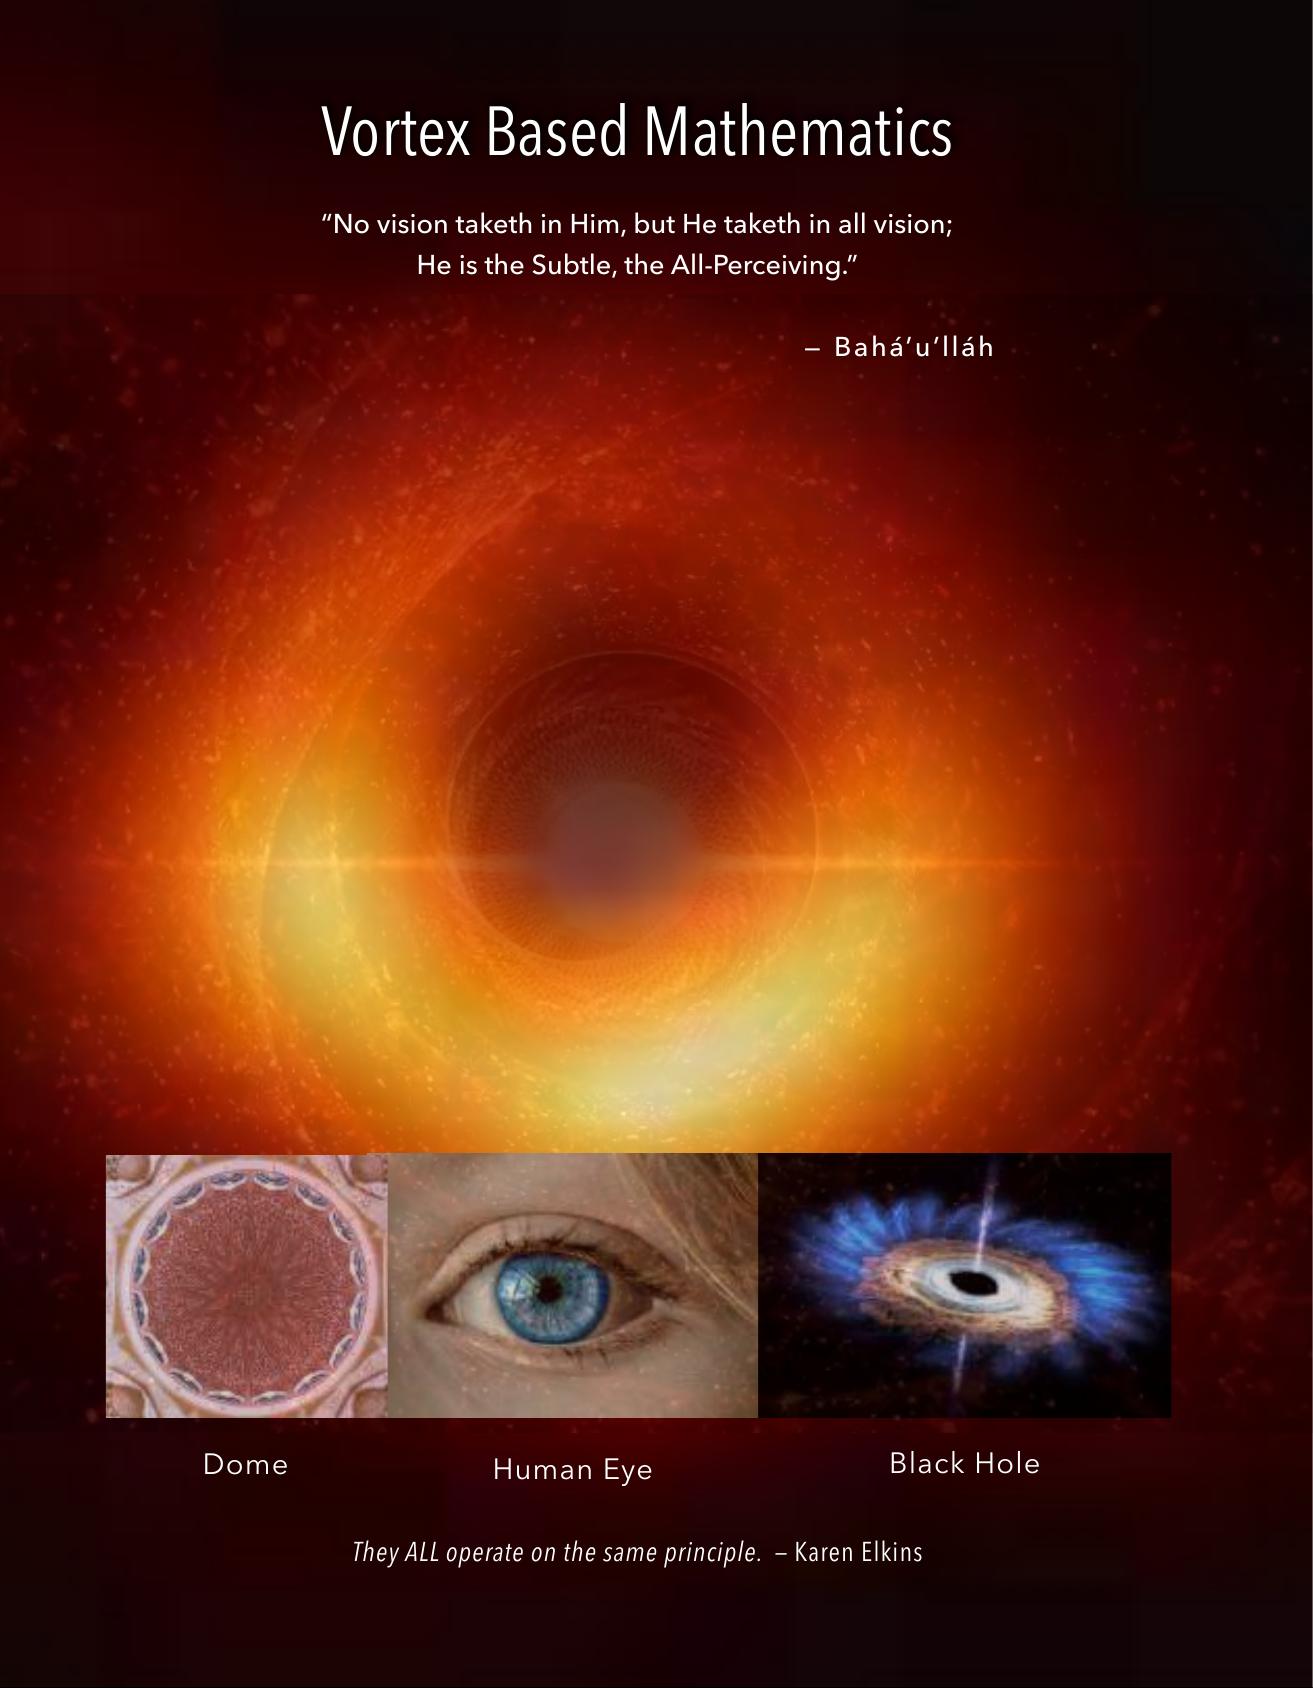 Vortex Based Mathematics
“No vision taketh in Him, but He taketh in all vision;
He is the Subtle, the All-Perceiving.”
– Bahá’u’lláh
Dome
Human Eye
Black Hole
They ALL operate on the same principle. – Karen Elkins